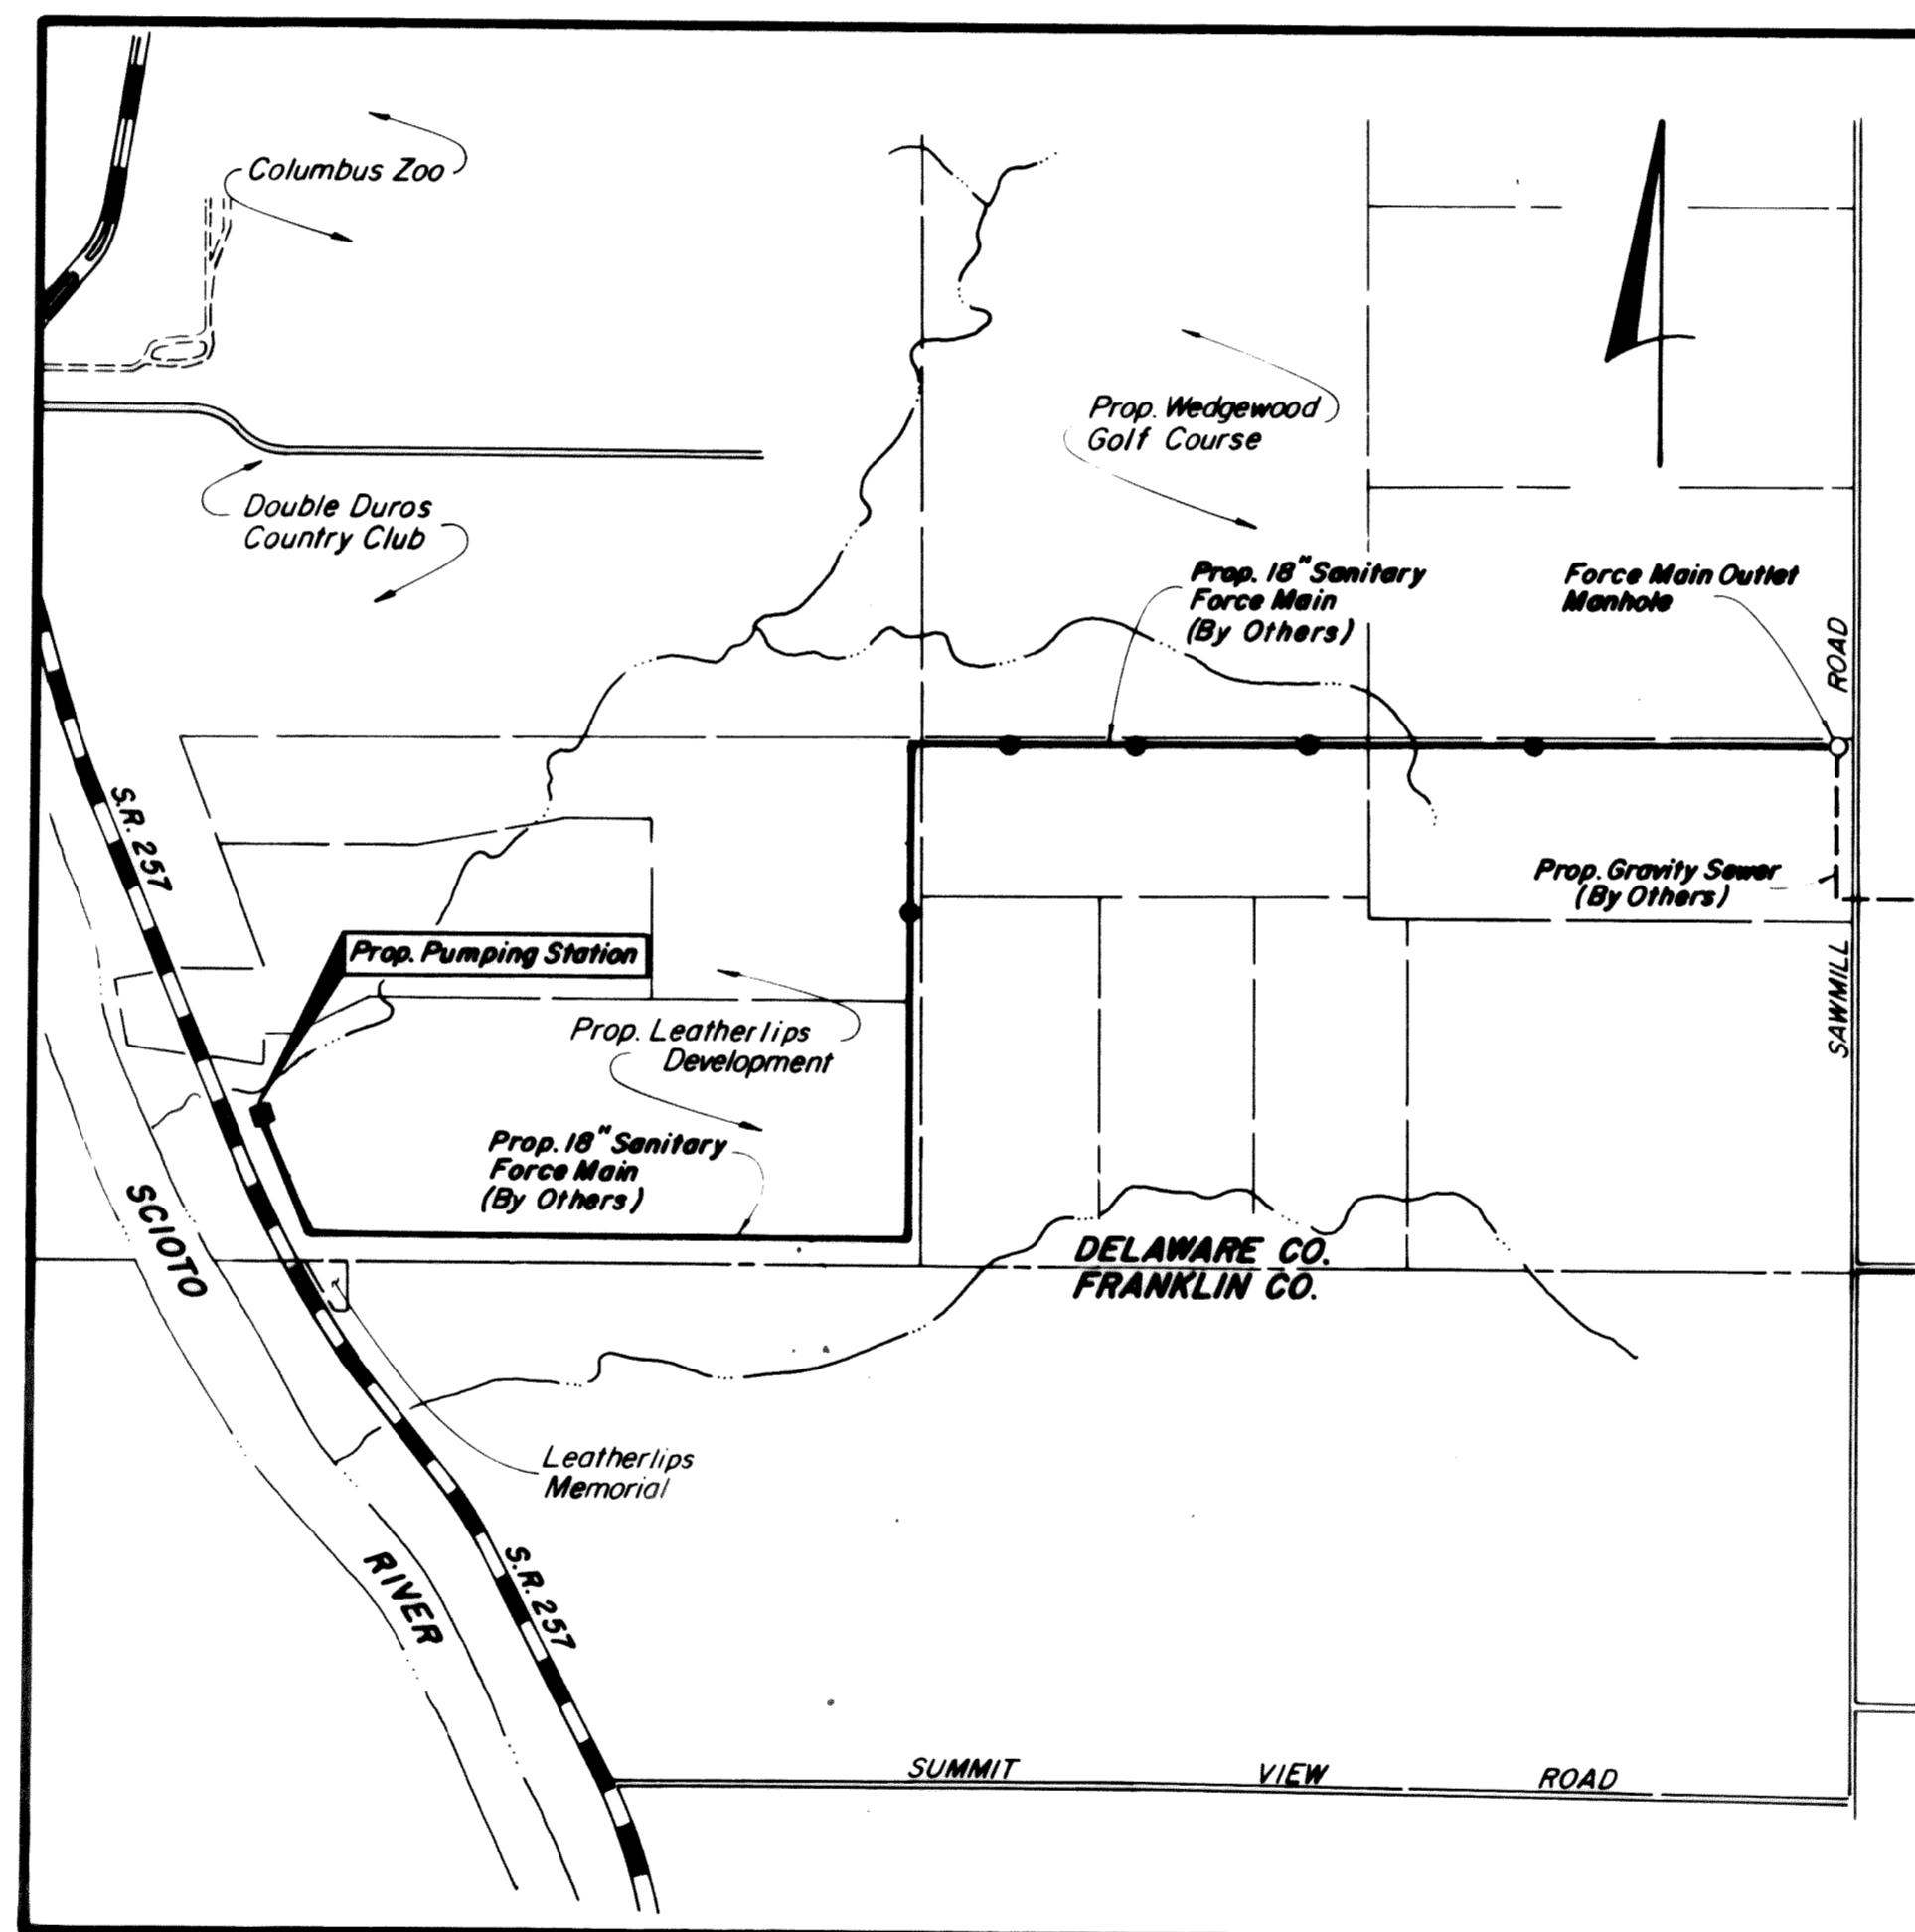 Columbus Zoo
Prop. Wedgewood
Golf Course
Double Duros
Country Club
Prop. 18" Sanitary
Force Main
(By Others)
Force Main Outlet
Manhole
ROAD
S.R. 257
Prop. Gravity Sewer
(By Others)
Prop. Pumping Station
SAWMILL
Prop. Leatherlips
Development
Prop. 18" Sanitary
Force Main
(By Others)
SCIOTO
DELAWARE CO.
FRANKLIN CO.
Leatherlips
Memorial
RIVER
S.R. 257
SUMMIT VIEW ROAD